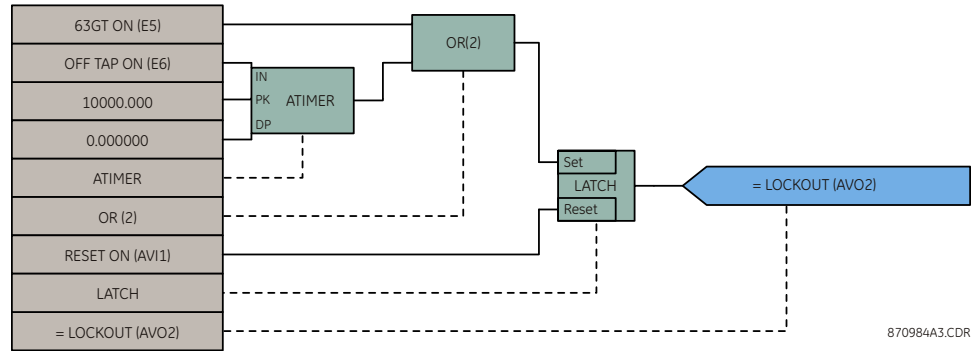 63GT ON (E5)
OFF TAP ON (E6)
10000.000
0.000000
ATIMER
OR (2)
RESET ON (AVI1)
LATCH
= LOCKOUT (AVO2)
IN
PK
ATIMER
DP
OR(2)
Set
LATCH
Reset
= LOCKOUT (AVO2)
870984A3.CDR